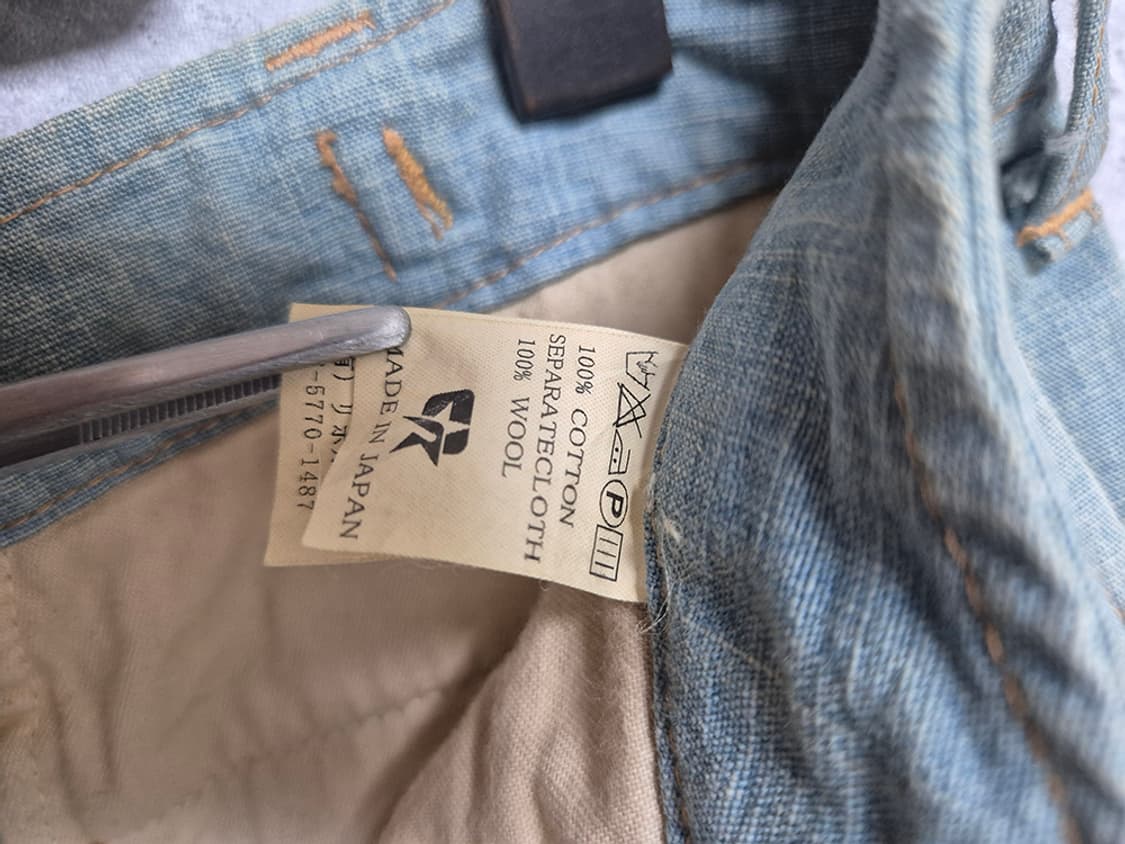 100% COTTON
SEPARATECLOTH
100% WOOL
R
MADE IN JAPAN
-6770-1487
P